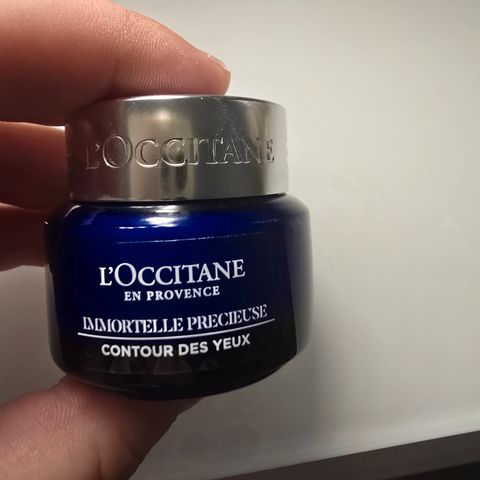 L'OCCITANE
L'OCCITANE
EN PROVENCE
IMMORTELLE PRECIEUSE
CONTOUR DES YEUX